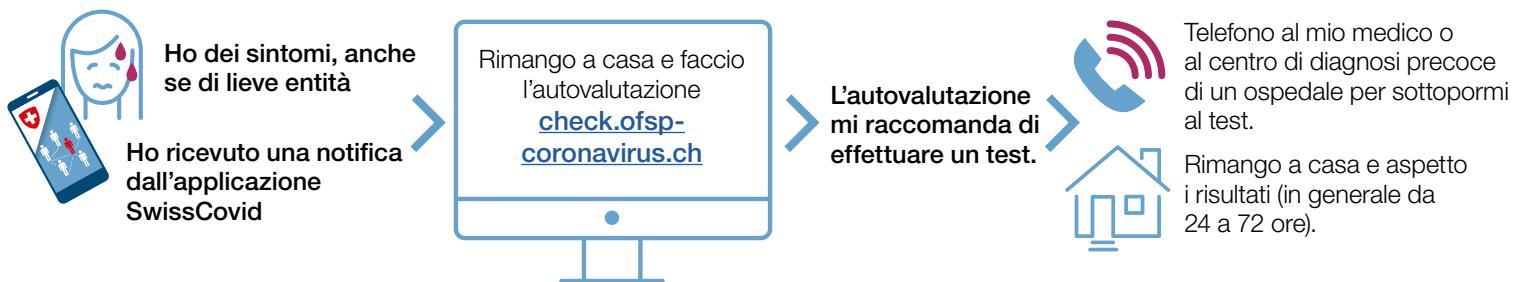 Ho dei sintomi, anche
se di lieve entità
Ho ricevuto una notifica
dall'applicazione
SwissCovid
Rimango a casa e faccio
l'autovalutazione
check.ofsp-
coronavirus.ch
L'autovalutazione
mi raccomanda di
effettuare un test.
Telefono al mio medico o
al centro di diagnosi precoce
di un ospedale per sottopormi
al test.
Rimango a casa e aspetto
i risultati (in generale da
24 a 72 ore).